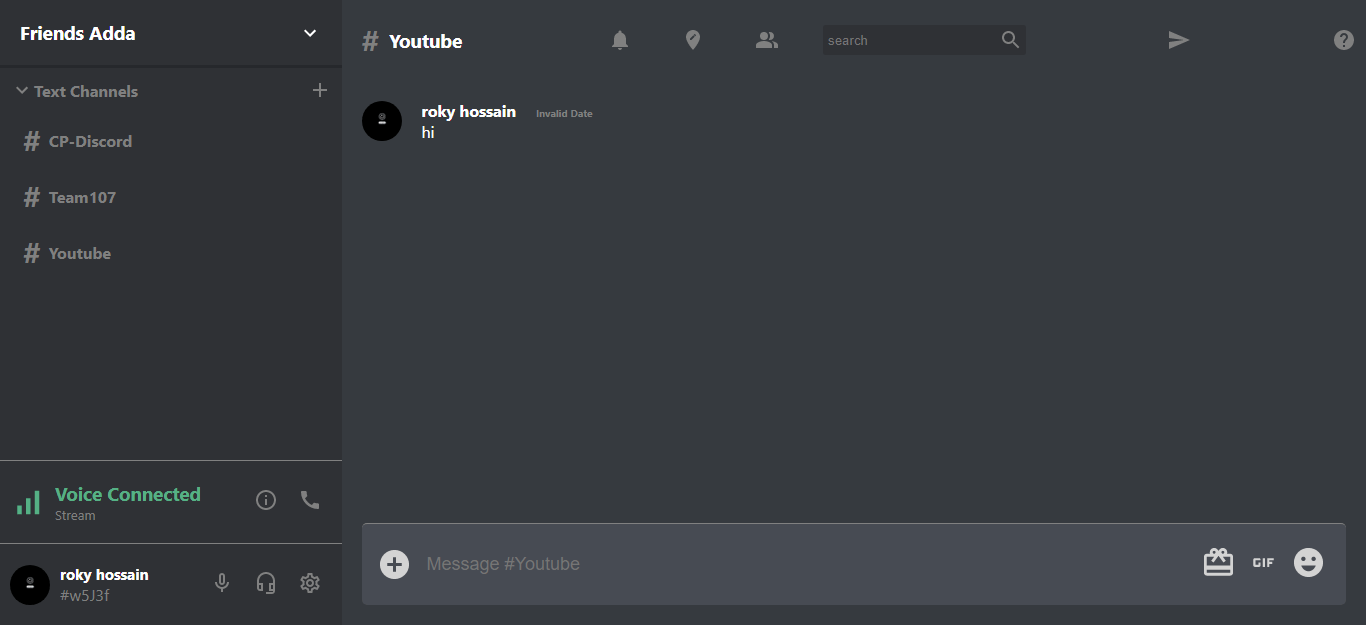 Friends Adda
Text Channels
# CP-Discord
# Team107
# Youtube
Voice Connected
Stream
roky hossain
#w5J3f
# Youtube
search
roky hossain Invalid Date
hi
Message #Youtube
GIF